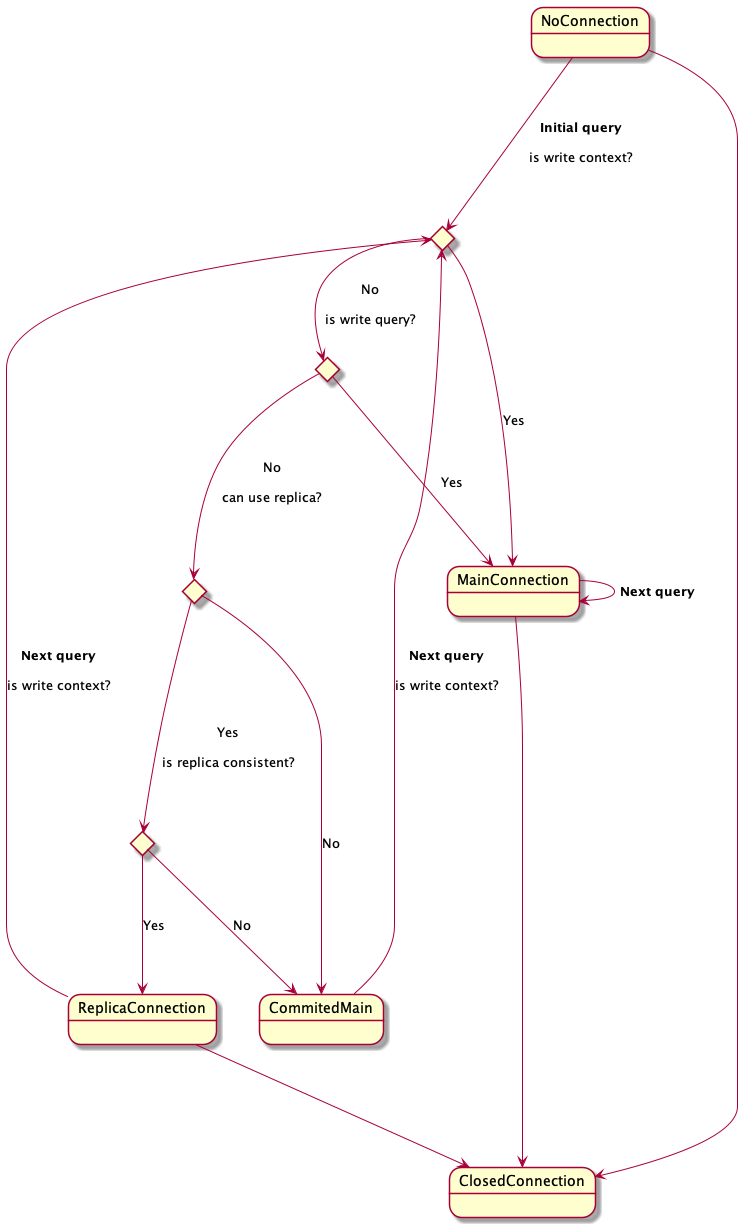 NoConnection
Initial query
is write context?
No
is write query?
Yes
No
can use replica?
Yes
MainConnection
Next query
Next query
is write context?
Next query
is write context?
Yes
is replica consistent?
No
Yes
No
ReplicaConnection
CommitedMain
ClosedConnection